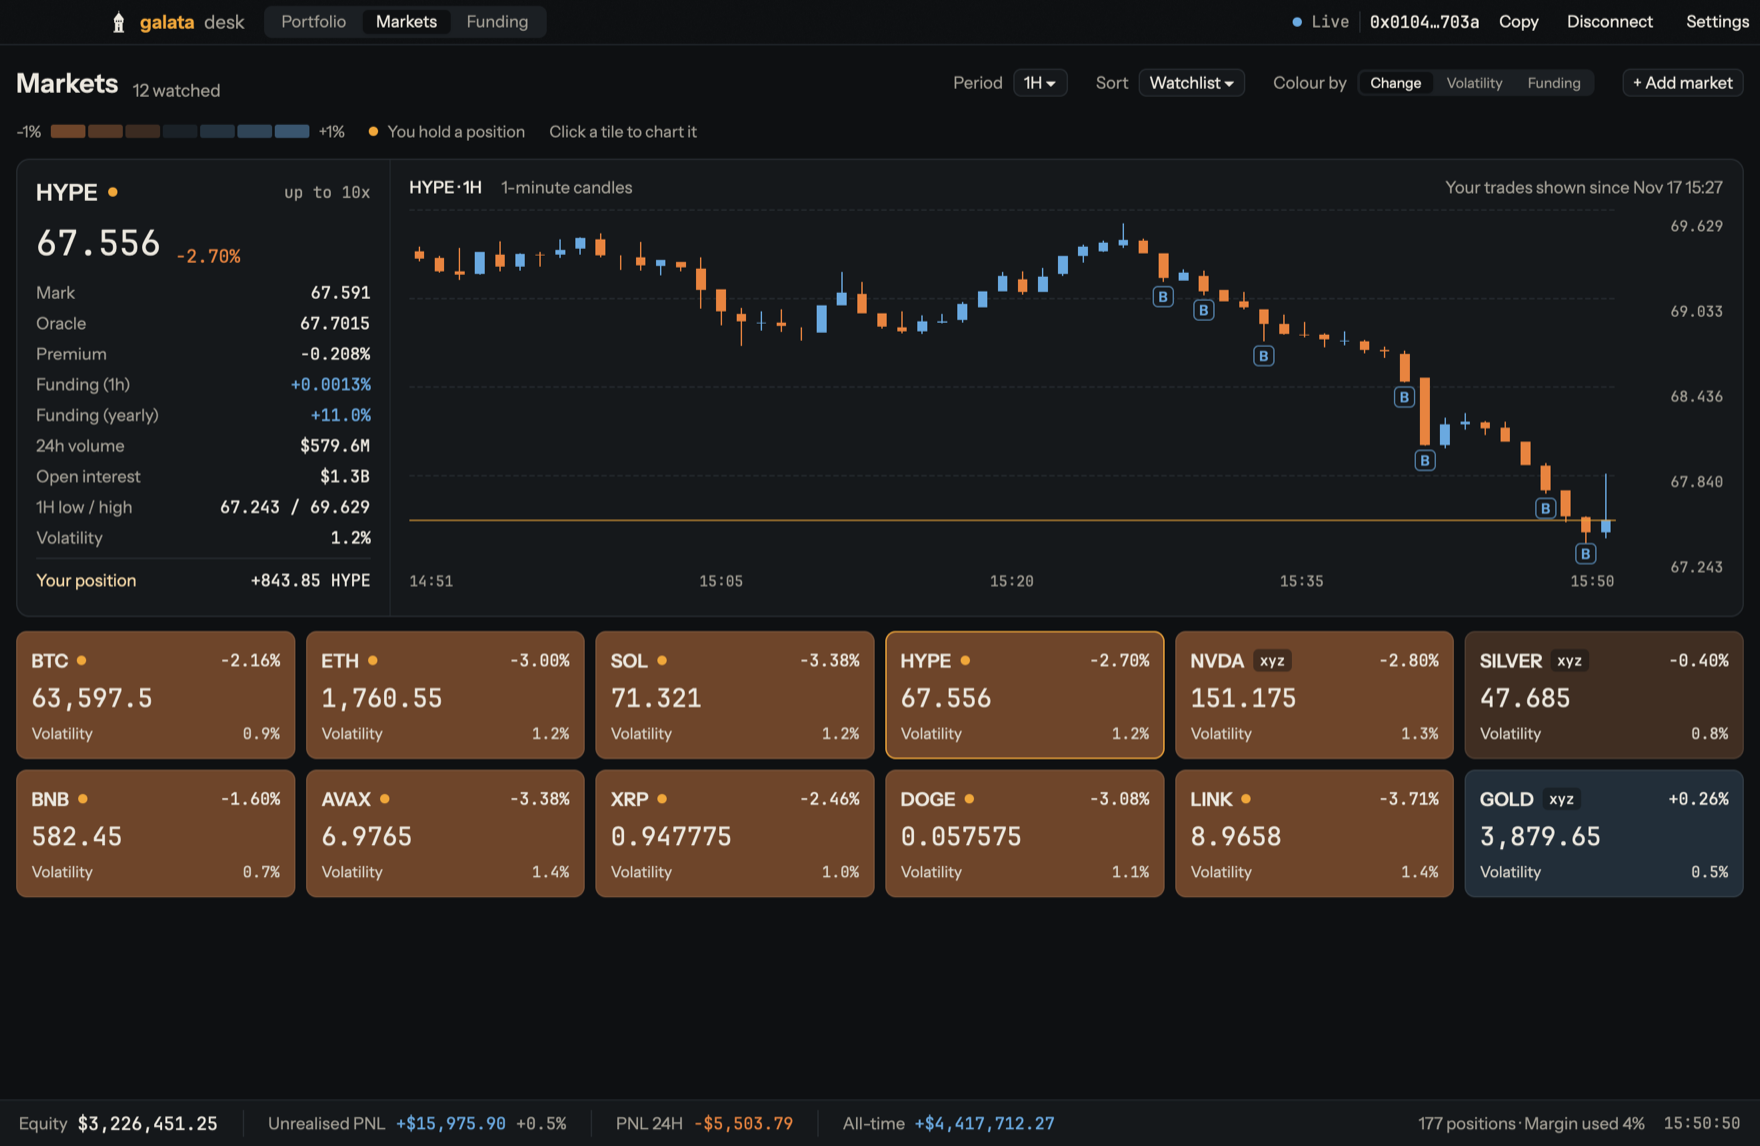 galata desk Portfolio Markets Funding Live 0x0104…703a Copy Disconnect Settings
Markets 12 watched Period 1H Sort Watchlist Colour by Change Volatility Funding + Add market
-1% +1% You hold a position Click a tile to chart it
HYPE up to 10x
67.556 -2.70%
Mark 67.591
Oracle 67.7015
Premium -0.208%
Funding (1h) +0.0013%
Funding (yearly) +11.0%
24h volume $579.6M
Open interest $1.3B
1H low / high 67.243 / 69.629
Volatility 1.2%
Your position +843.85 HYPE
HYPE·1H 1-minute candles Your trades shown since Nov 17 15:27
69.629
69.033
68.436
67.840
67.243
B
B
B
B
B
B
B
14:51 15:05 15:20 15:35 15:50
BTC -2.16%
63,597.5
Volatility 0.9%
ETH -3.00%
1,760.55
Volatility 1.2%
SOL -3.38%
71.321
Volatility 1.2%
HYPE -2.70%
67.556
Volatility 1.2%
NVDA xyz -2.80%
151.175
Volatility 1.3%
SILVER xyz -0.40%
47.685
Volatility 0.8%
BNB -1.60%
582.45
Volatility 0.7%
AVAX -3.38%
6.9765
Volatility 1.4%
XRP -2.46%
0.947775
Volatility 1.0%
DOGE -3.08%
0.057575
Volatility 1.1%
LINK -3.71%
8.9658
Volatility 1.4%
GOLD xyz +0.26%
3,879.65
Volatility 0.5%
Equity $3,226,451.25 Unrealised PNL +$15,975.90 +0.5% PNL 24H -$5,503.79 All-time +$4,417,712.27 177 positions · Margin used 4% 15:50:50